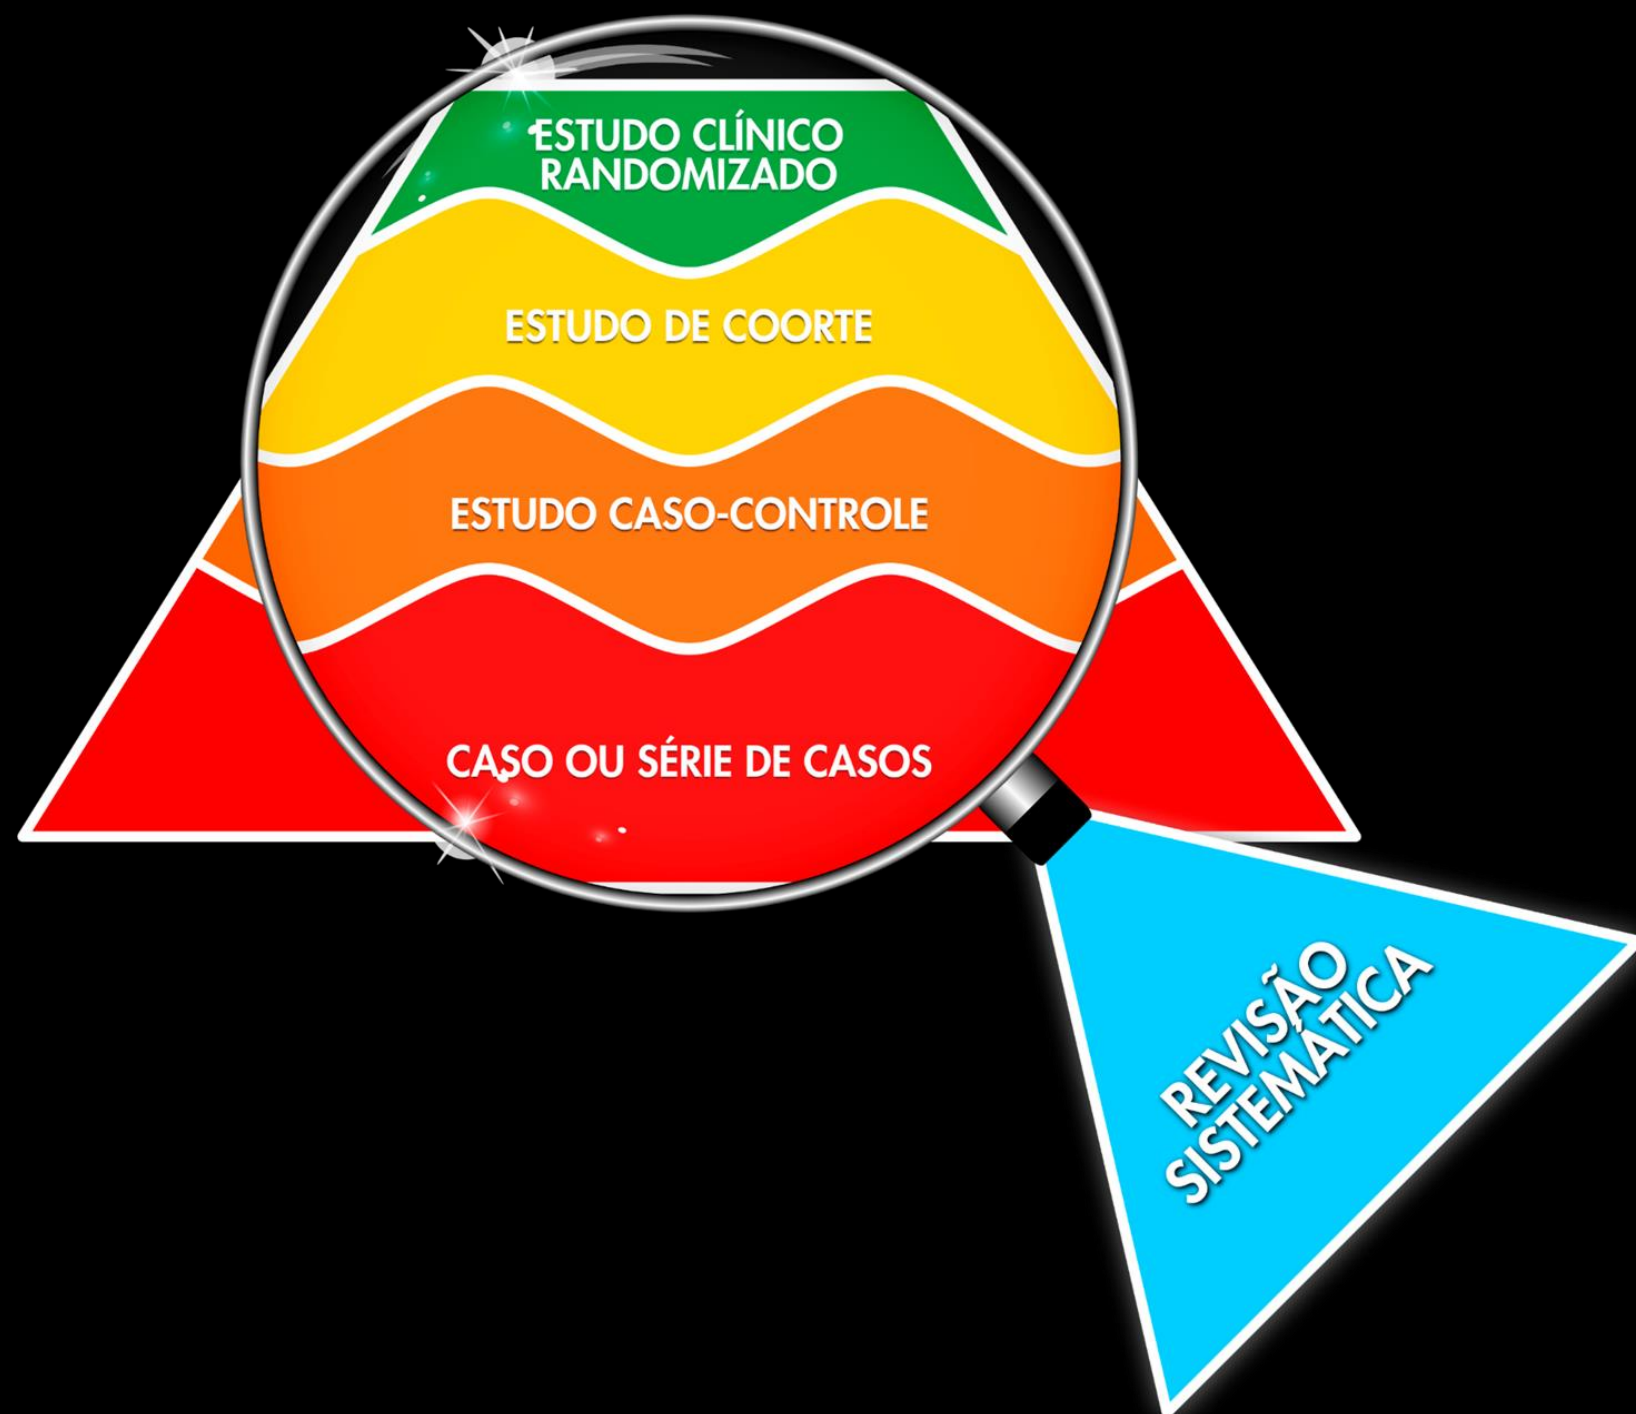 ESTUDO CLÍNICO
RANDOMIZADO
ESTUDO DE COORTE
ESTUDO CASO-CONTROLE
CASO OU SÉRIE DE CASOS
REVISÃO
SISTEMÁTICA